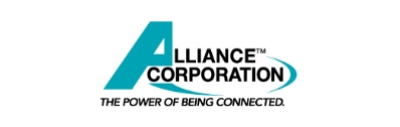 ALLIANCE™
CORPORATION
THE POWER OF BEING CONNECTED.